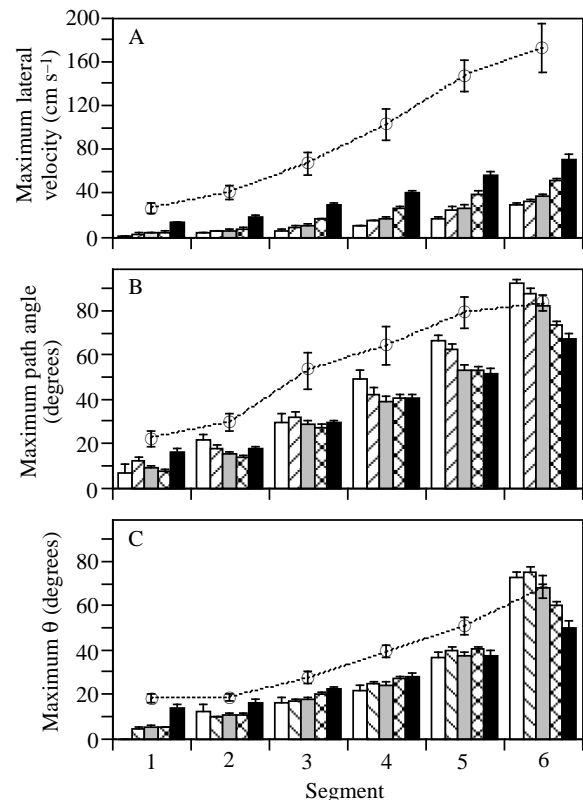 200
160
120
80
40
0
Maximum lateral
velocity (cm s⁻¹)
A
80
60
40
20
0
Maximum path angle
(degrees)
B
80
60
40
20
0
Maximum θ (degrees)
C
1 2 3 4 5 6
Segment